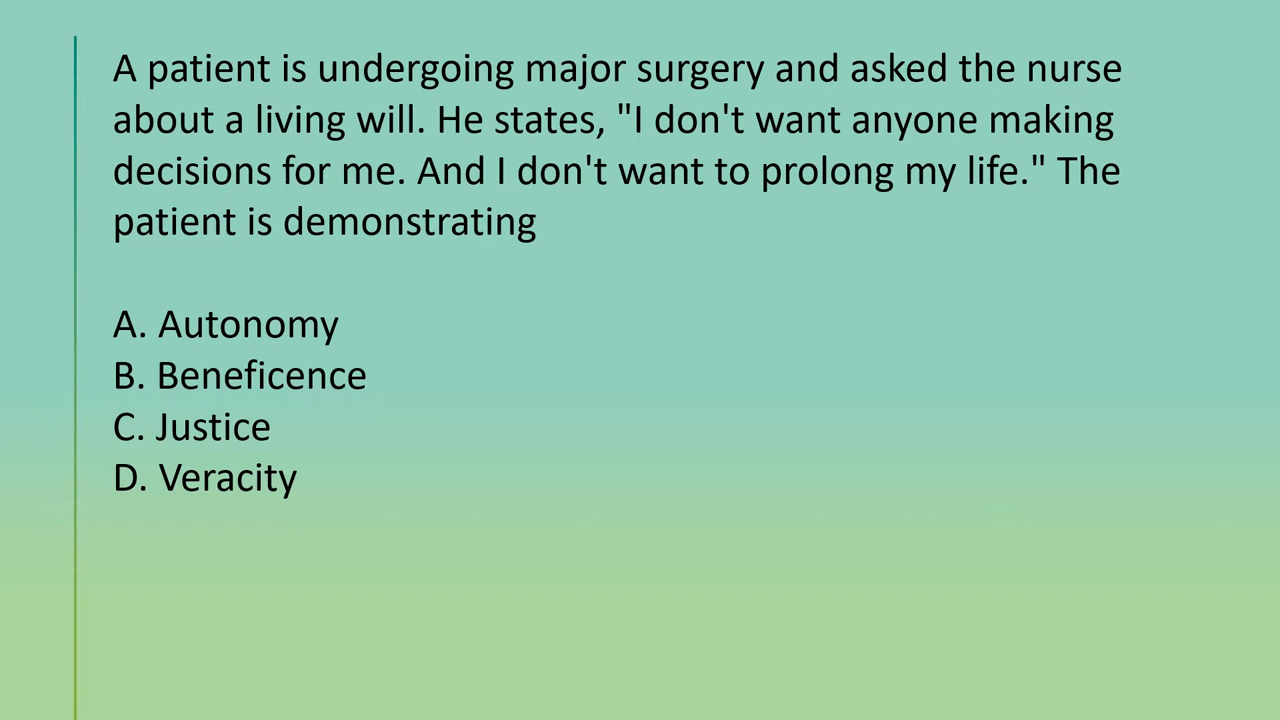 A patient is undergoing major surgery and asked the nurse
about a living will. He states, "I don't want anyone making
decisions for me. And I don't want to prolong my life." The
patient is demonstrating
A. Autonomy
B. Beneficence
C. Justice
D. Veracity